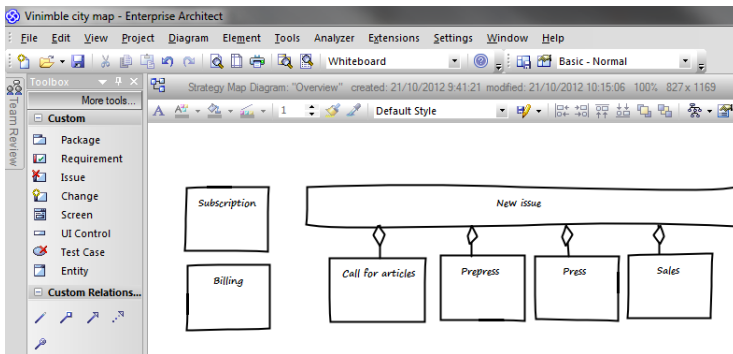 Vinimble city map - Enterprise Architect
File Edit View Project Diagram Element Tools Analyzer Extensions Settings Window Help
Whiteboard Basic - Normal
Toolbox
Strategy Map Diagram: "Overview" created: 21/10/2012 9:41:21 modified: 21/10/2012 10:15:06 100% 827 x 1169
More tools...
A 1 Default Style
Team Review
Custom
Package
Requirement
Issue
Change
Screen
UI Control
Test Case
Entity
Custom Relations...
Subscription
New issue
Billing
Call for articles
Prepress
Press
Sales